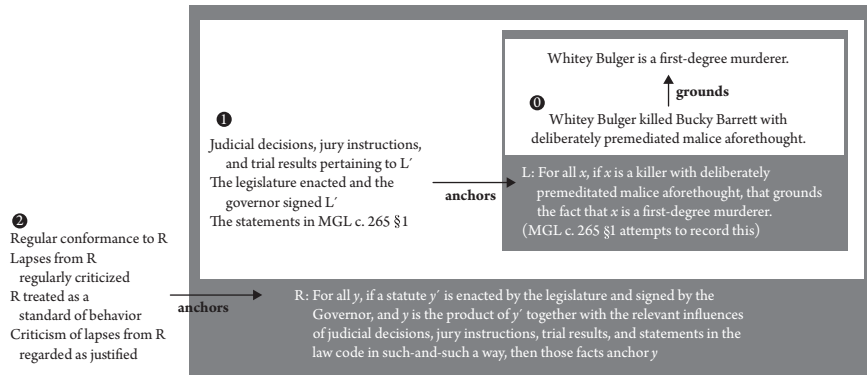 Whitey Bulger is a first-degree murderer.
grounds
0
Whitey Bulger killed Bucky Barrett with
deliberately premediated malice aforethought.
1
Judicial decisions, jury instructions,
and trial results pertaining to L´
The legislature enacted and the
governor signed L´
The statements in MGL c. 265 §1
anchors
L: For all x, if x is a killer with deliberately
premeditated malice aforethought, that grounds
the fact that x is a first-degree murderer.
(MGL c. 265 §1 attempts to record this)
2
Regular conformance to R
Lapses from R
regularly criticized
R treated as a
standard of behavior
Criticism of lapses from R
regarded as justified
anchors
R: For all y, if a statute y´ is enacted by the legislature and signed by the
Governor, and y is the product of y´ together with the relevant influences
of judicial decisions, jury instructions, trial results, and statements in the
law code in such-and-such a way, then those facts anchor y